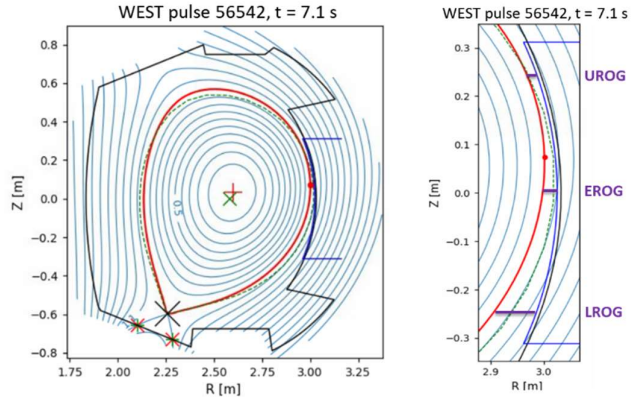 WEST pulse 56542, t = 7.1 s
0.8
0.6
0.4
0.2
0.0
−0.2
−0.4
−0.6
−0.8
Z [m]
0.5
1.75
2.00
2.25
2.50
2.75
3.00
3.25
R [m]
WEST pulse 56542, t = 7.1 s
0.3
0.2
0.1
0.0
−0.1
−0.2
−0.3
Z [m]
UROG
EROG
LROG
2.9
3.0
R [m]